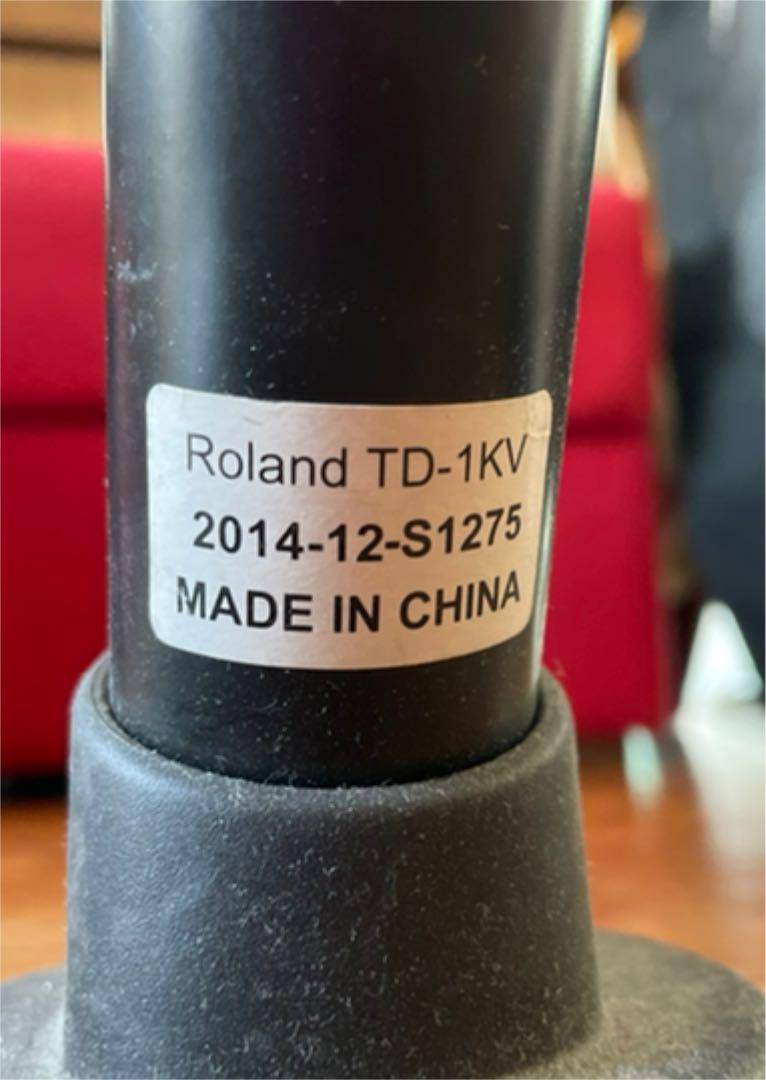 Roland TD-1KV
2014-12-S1275
MADE IN CHINA